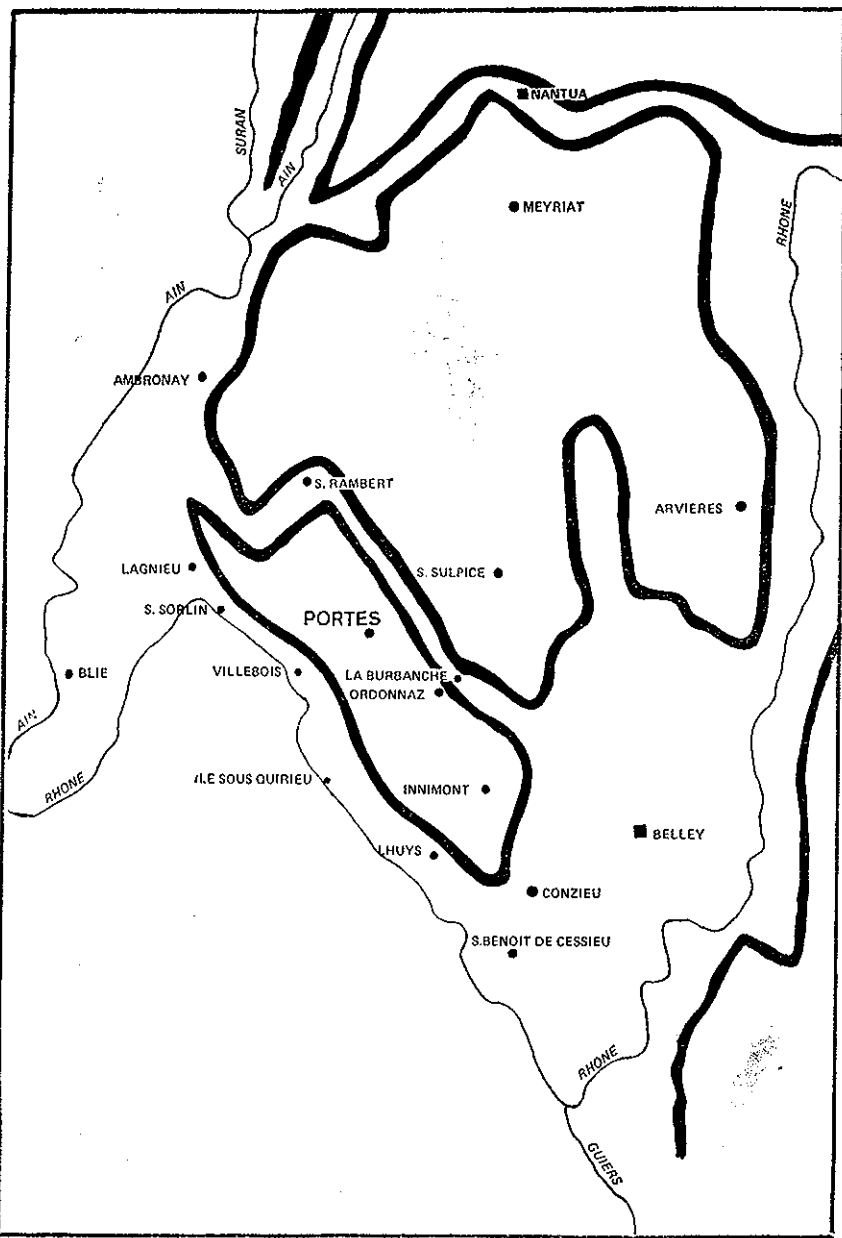 NANTUA
SURAN
AIN
MEYRIAT
RHONE
AIN
AMBRONAY
S. RAMBERT
ARVIERES
LAGNIEU
S. SULPICE
S. SORLIN
PORTES
BLIE
VILLEBOIS
LA BURBANCHE
ORDONNAZ
AIN
RHONE
ILE SOUS QUIRIEU
INNIMONT
BELLEY
LHUYS
CONZIEU
S.BENOIT DE CESSIEU
RHONE
GUIERS